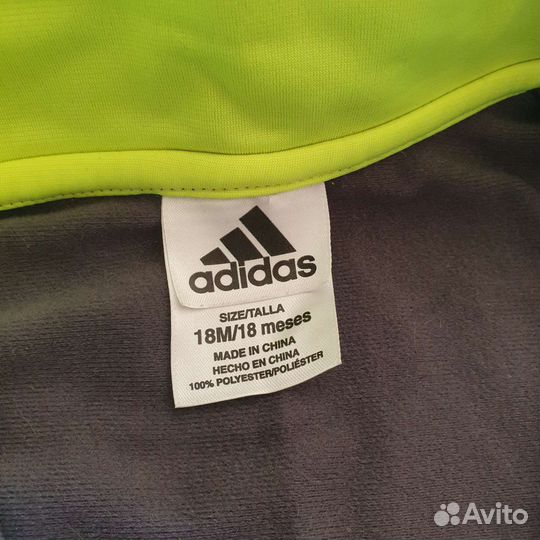 adidas
SIZE/TALLA
18M/18 meses
MADE IN CHINA
HECHO EN CHINA
100% POLYESTER/POLIÉSTER
Avito